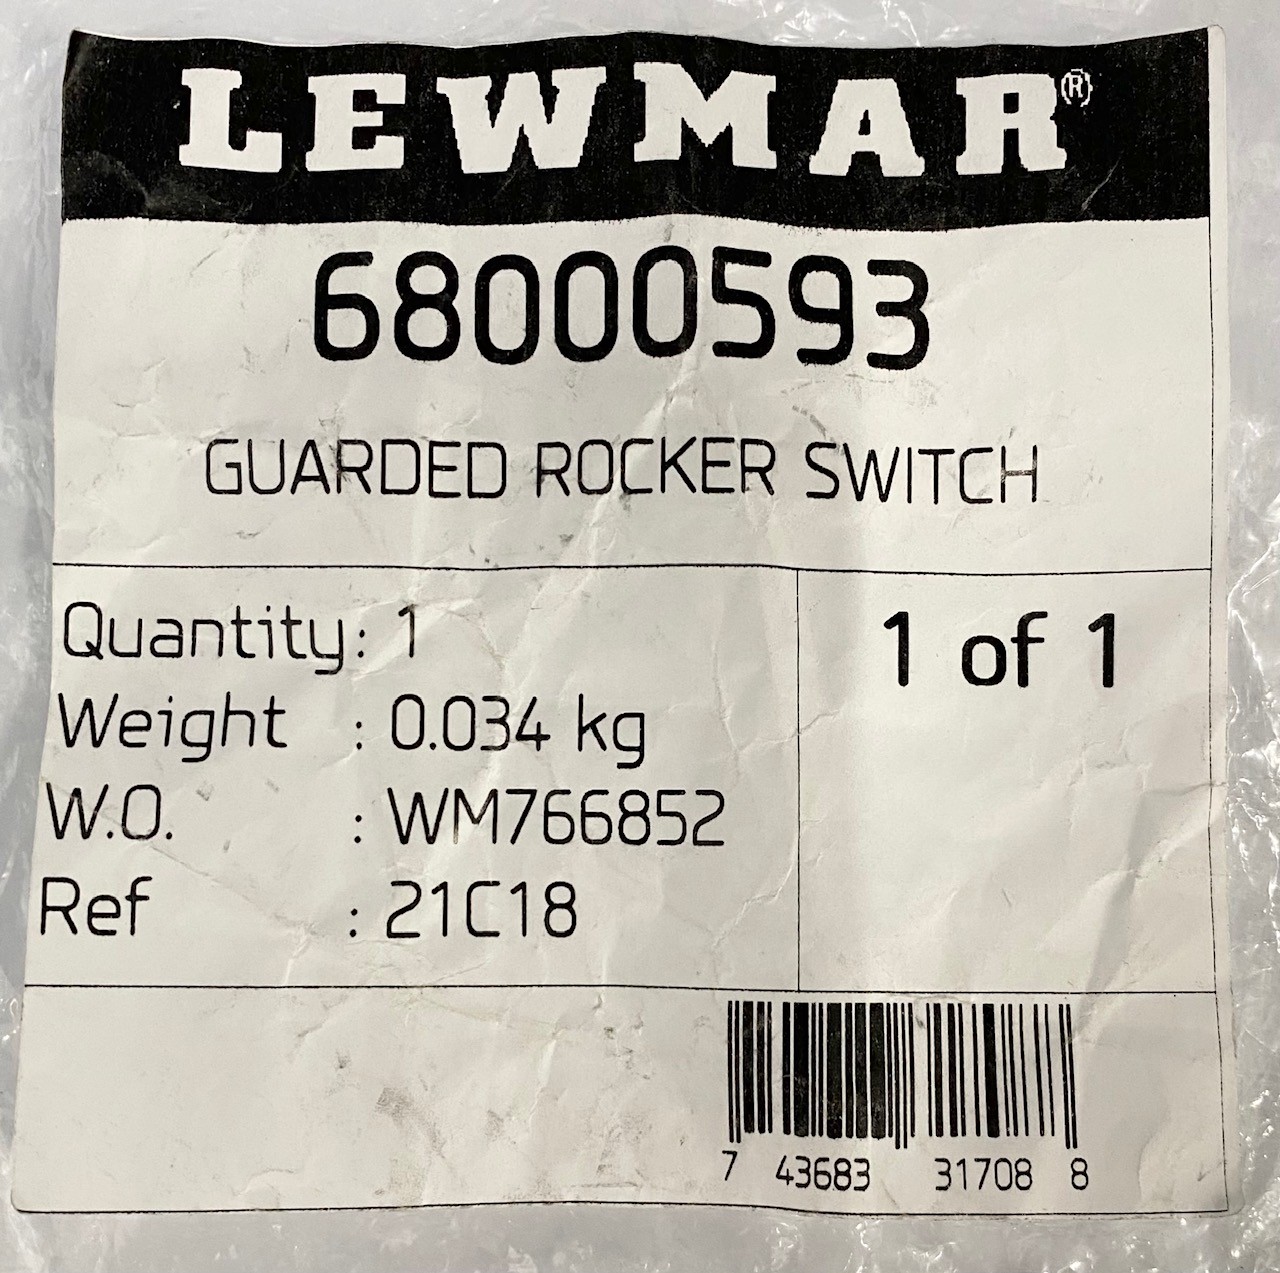 LEWMAR®
68000593
GUARDED ROCKER SWITCH
Quantity: 1
Weight : 0.034 kg
W.O. : WM766852
Ref : 21C18
1 of 1
7 43683 31708 8